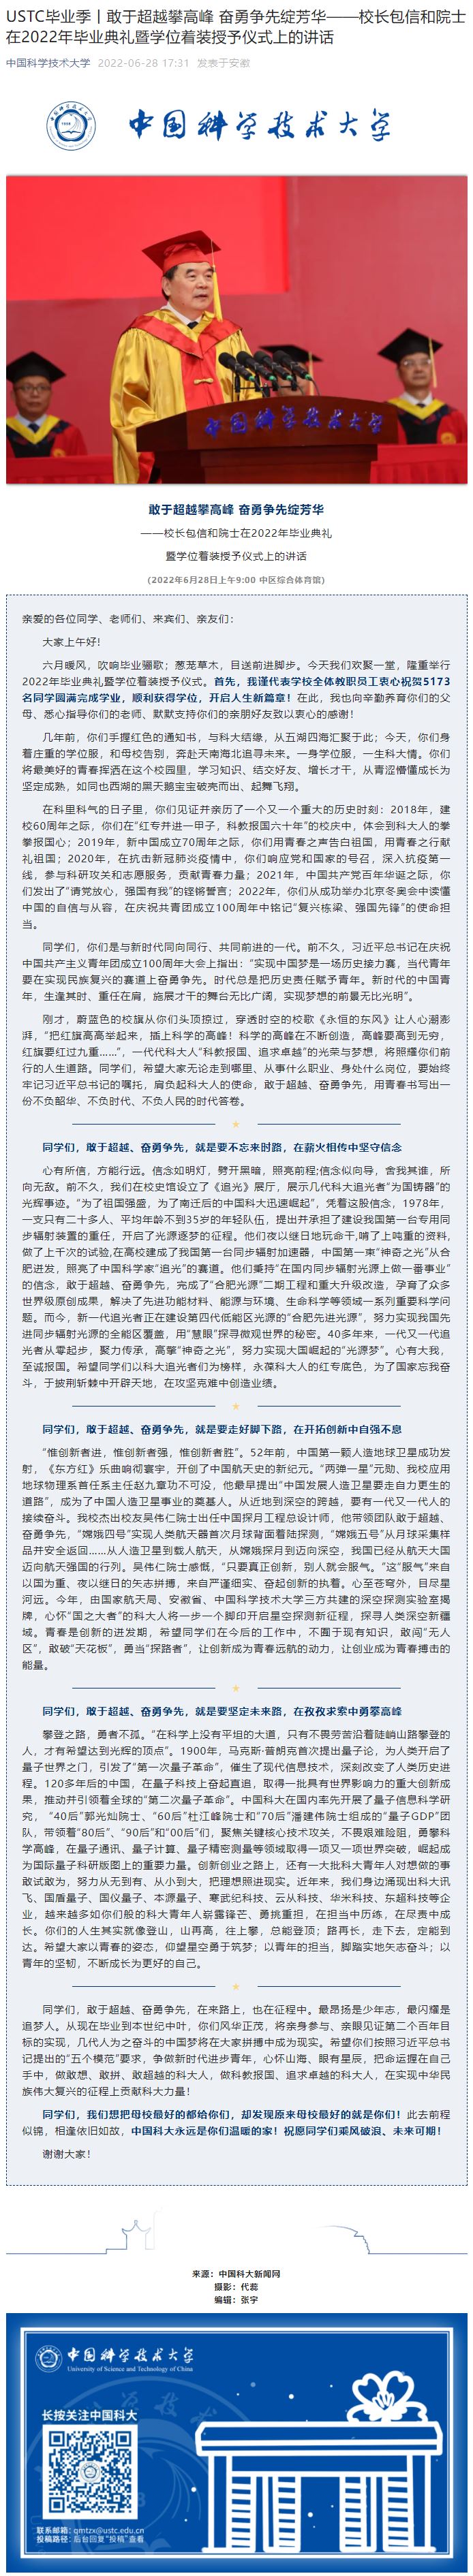 USTC毕业季丨敢于超越攀高峰 奋勇争先绽芳华——校长包信和院士
在2022年毕业典礼暨学位着装授予仪式上的讲话
中国科学技术大学 2022-06-28 17:31 发表于安徽
中国科学技术大学
中国科学技术大学
敢于超越攀高峰 奋勇争先绽芳华
——校长包信和院士在2022年毕业典礼
暨学位着装授予仪式上的讲话
(2022年6月28日上午9:00 中区综合体育馆)
亲爱的各位同学、老师们、来宾们、亲友们：
大家上午好!
六月暖风，吹响毕业骊歌；葱茏草木，目送前进脚步。今天我们欢聚一堂，隆重举行
2022年毕业典礼暨学位着装授予仪式。首先，我谨代表学校全体教职员工衷心祝贺5173
名同学圆满完成学业，顺利获得学位，开启人生新篇章！在此，我也向辛勤养育你们的父
母、悉心指导你们的老师、默默支持你们的亲朋好友致以衷心的感谢！
几年前，你们手握红色的通知书，与科大结缘，从五湖四海汇聚于此；今天，你们身
着庄重的学位服，和母校告别，奔赴天南海北追寻未来。一身学位服，一生科大情。你们
将最美好的青春挥洒在这个校园里，学习知识、结交好友、增长才干，从青涩懵懂成长为
坚定成熟，如同也西湖的黑天鹅宝宝破壳而出、起舞飞翔。
在科里科气的日子里，你们见证并亲历了一个又一个重大的历史时刻：2018年，建
校60周年之际，你们在“红专并进一甲子，科教报国六十年”的校庆中，体会到科大人的拳
拳报国心；2019年，新中国成立70周年之际，你们用青春之声告白祖国，用青春之行献
礼祖国；2020年，在抗击新冠肺炎疫情中，你们响应党和国家的号召，深入抗疫第一
线，参与科研攻关和志愿服务，贡献青春力量；2021年，中国共产党百年华诞之际，你
们发出了“请党放心，强国有我”的铿锵誓言；2022年，你们从成功举办北京冬奥会中读懂
中国的自信与从容，在庆祝共青团成立100周年中铭记“复兴栋梁、强国先锋”的使命担
当。
同学们，你们是与新时代同向同行、共同前进的一代。前不久，习近平总书记在庆祝
中国共产主义青年团成立100周年大会上指出：“实现中国梦是一场历史接力赛，当代青年
要在实现民族复兴的赛道上奋勇争先。时代总是把历史责任赋予青年。新时代的中国青
年，生逢其时、重任在肩，施展才干的舞台无比广阔，实现梦想的前景无比光明”。
刚才，蔚蓝色的校旗从你们头顶掠过，穿透时空的校歌《永恒的东风》让人心潮澎
湃，“把红旗高高举起来，插上科学的高峰！科学的高峰在不断创造，高峰要高到无穷，
红旗要红过九重……”，一代代科大人“科教报国、追求卓越”的光荣与梦想，将照耀你们前
行的人生道路。同学们，希望大家无论走到哪里、从事什么职业、身处什么岗位，要始终
牢记习近平总书记的嘱托，肩负起科大人的使命，敢于超越、奋勇争先，用青春书写出一
份不负韶华、不负时代、不负人民的时代答卷。
同学们，敢于超越、奋勇争先，就是要不忘来时路，在薪火相传中坚守信念
心有所信，方能行远。信念如明灯，劈开黑暗，照亮前程;信念似向导，舍我其谁，所
向无敌。前不久，我们在校史馆设立了《追光》展厅，展示几代科大追光者“为国铸器”的
光辉事迹。“为了祖国强盛，为了南迁后的中国科大迅速崛起”，凭着这股信念，1978年，
一支只有二十多人、平均年龄不到35岁的年轻队伍，提出并承担了建设我国第一台专用同
步辐射装置的重任，开启了光源逐梦的征程。他们夜以继日地玩命干,啃了上吨重的资料,
做了上千次的试验,在高校建成了我国第一台同步辐射加速器，中国第一束“神奇之光”从合
肥迸发，照亮了中国科学家“追光”的赛道。他们秉持“在国内同步辐射光源上做一番事业”
的信念，敢于超越、奋勇争先，完成了“合肥光源”二期工程和重大升级改造，孕育了众多
世界级原创成果，解决了先进功能材料、能源与环境、生命科学等领域一系列重要科学问
题。而今，新一代追光者正在建设第四代低能区光源的“合肥先进光源”，努力实现我国先
进同步辐射光源的全能区覆盖，用“慧眼”探寻微观世界的秘密。40多年来，一代又一代追
光者从零起步，聚力传承，高擎“神奇之光”，努力实现大国崛起的“光源梦”。心有大我，
至诚报国。希望同学们以科大追光者们为榜样，永葆科大人的红专底色，为了国家忘我奋
斗，于披荆斩棘中开辟天地，在攻坚克难中创造业绩。
同学们，敢于超越、奋勇争先，就是要走好脚下路，在开拓创新中自强不息
“惟创新者进，惟创新者强，惟创新者胜”。52年前，中国第一颗人造地球卫星成功发
射，《东方红》乐曲响彻寰宇，开创了中国航天史的新纪元。“两弹一星”元勋、我校应用
地球物理系首任系主任赵九章功不可没，他最早提出“中国发展人造卫星要走自力更生的
道路”，成为了中国人造卫星事业的奠基人。从近地到深空的跨越，要有一代又一代人的
接续奋斗。我校杰出校友吴伟仁院士出任中国探月工程总设计师，他带领团队敢于超越、
奋勇争先，“嫦娥四号”实现人类航天器首次月球背面着陆探测，“嫦娥五号”从月球采集样
品并安全返回……从人造卫星到载人航天，从嫦娥探月到迈向深空，我国已经从航天大国
迈向航天强国的行列。吴伟仁院士感慨，“只要真正创新，别人就会服气。”这“服气”来自
以国为重、夜以继日的矢志拼搏，来自严谨细实、奋起创新的执着。心至苍穹外，目尽星
河远。今年，由国家航天局、安徽省、中国科学技术大学三方共建的深空探测实验室揭
牌，心怀“国之大者”的科大人将一步一个脚印开启星空探测新征程，探寻人类深空新疆
域。青春是创新的迸发期，希望同学们在今后的工作中，不囿于现有知识，敢闯“无人
区”，敢破“天花板”，勇当“探路者”，让创新成为青春远航的动力，让创业成为青春搏击的
能量。
同学们，敢于超越、奋勇争先，就是要坚定未来路，在孜孜求索中勇攀高峰
攀登之路，勇者不孤。“在科学上没有平坦的大道，只有不畏劳苦沿着陡峭山路攀登的
人，才有希望达到光辉的顶点”。1900年，马克斯·普朗克首次提出量子论，为人类开启了
量子世界之门，引发了“第一次量子革命”，催生了现代信息技术，深刻改变了人类历史进
程。120多年后的中国，在量子科技上奋起直追，取得一批具有世界影响力的重大创新成
果，推动并引领着全球的“第二次量子革命”。中国科大在国内率先开展了量子信息科学研
究，“40后”郭光灿院士、“60后”杜江峰院士和“70后”潘建伟院士组成的“量子GDP”团
队，带领着“80后”、“90后”和“00后”们，聚焦关键核心技术攻关，不畏艰难险阻，勇攀科
学高峰，在量子通讯、量子计算、量子精密测量等领域取得一项又一项世界突破，崛起成
为国际量子科研版图上的重要力量。创新创业之路上，还有一大批科大青年人对想做的事
敢试敢为，努力从无到有、从小到大，把理想照进现实。近年来，我们身边涌现出科大讯
飞、国盾量子、国仪量子、本源量子、寒武纪科技、云从科技、华米科技、东超科技等企
业，越来越多如你们般的科大青年人崭露锋芒、勇挑重担，在担当中历练，在尽责中成
长。你们的人生其实就像登山，山再高，往上攀，总能登顶；路再长，走下去，定能到
达。希望大家以青春的姿态，仰望星空勇于筑梦；以青年的担当，脚踏实地矢志奋斗；以
青年的坚韧，不断成长为更好的自己。
同学们，敢于超越、奋勇争先，在来路上，也在征程中。最昂扬是少年志，最闪耀是
追梦人。从现在毕业到本世纪中叶，你们风华正茂，将亲身参与、亲眼见证第二个百年目
标的实现，几代人为之奋斗的中国梦将在大家拼搏中成为现实。希望你们按照习近平总书
记提出的“五个模范”要求，争做新时代进步青年，心怀山海、眼有星辰，把命运握在自己
手中，做敢想、敢拼、敢超越的科大人，做科教报国、追求卓越的科大人，在实现中华民
族伟大复兴的征程上贡献科大力量！
同学们，我们想把母校最好的都给你们，却发现原来母校最好的就是你们！此去前程
似锦，相逢依旧如故，中国科大永远是你们温暖的家！祝愿同学们乘风破浪、未来可期！
谢谢大家！
来源：中国科大新闻网
摄影：代蕊
编辑：张宇
中国科学技术大学
University of Science and Technology of China
长按关注中国科大
联系邮箱：qmtzx@ustc.edu.cn
投稿路径：后台回复“投稿”查看